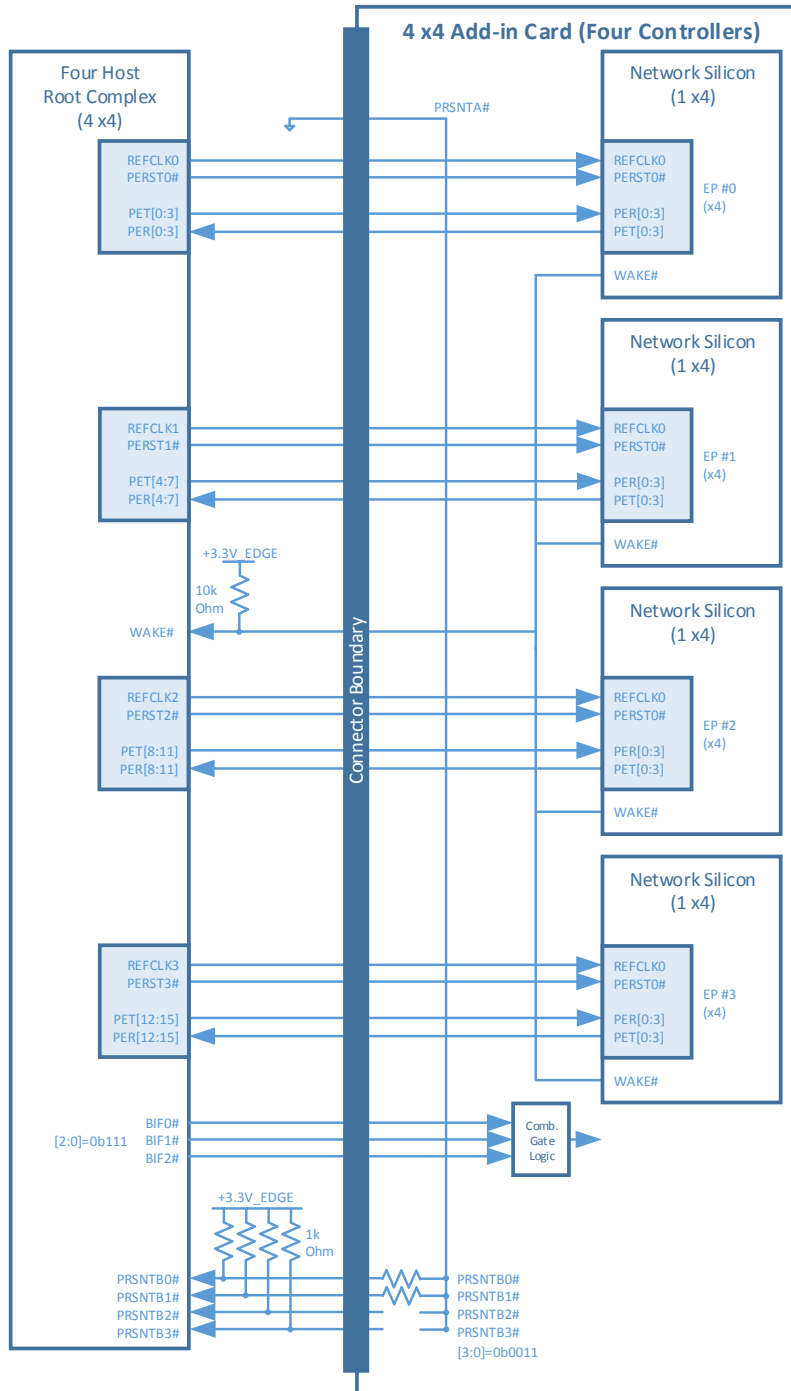 4 x4 Add-in Card (Four Controllers)
Four Host
Root Complex
(4 x4)
PRSNTA#
Network Silicon
(1 x4)
REFCLK0
PERST0#
PET[0:3]
PER[0:3]
REFCLK0
PERST0#
PER[0:3]
PET[0:3]
EP #0
(x4)
WAKE#
Network Silicon
(1 x4)
REFCLK1
PERST1#
PET[4:7]
PER[4:7]
REFCLK0
PERST0#
PER[0:3]
PET[0:3]
EP #1
(x4)
WAKE#
+3.3V_EDGE
10k
Ohm
WAKE#
Connector Boundary
Network Silicon
(1 x4)
REFCLK2
PERST2#
PET[8:11]
PER[8:11]
REFCLK0
PERST0#
PER[0:3]
PET[0:3]
EP #2
(x4)
WAKE#
Network Silicon
(1 x4)
REFCLK3
PERST3#
PET[12:15]
PER[12:15]
REFCLK0
PERST0#
PER[0:3]
PET[0:3]
EP #3
(x4)
WAKE#
[2:0]=0b111
BIF0#
BIF1#
BIF2#
Comb.
Gate
Logic
+3.3V_EDGE
1k
Ohm
PRSNTB0#
PRSNTB1#
PRSNTB2#
PRSNTB3#
PRSNTB0#
PRSNTB1#
PRSNTB2#
PRSNTB3#
[3:0]=0b0011